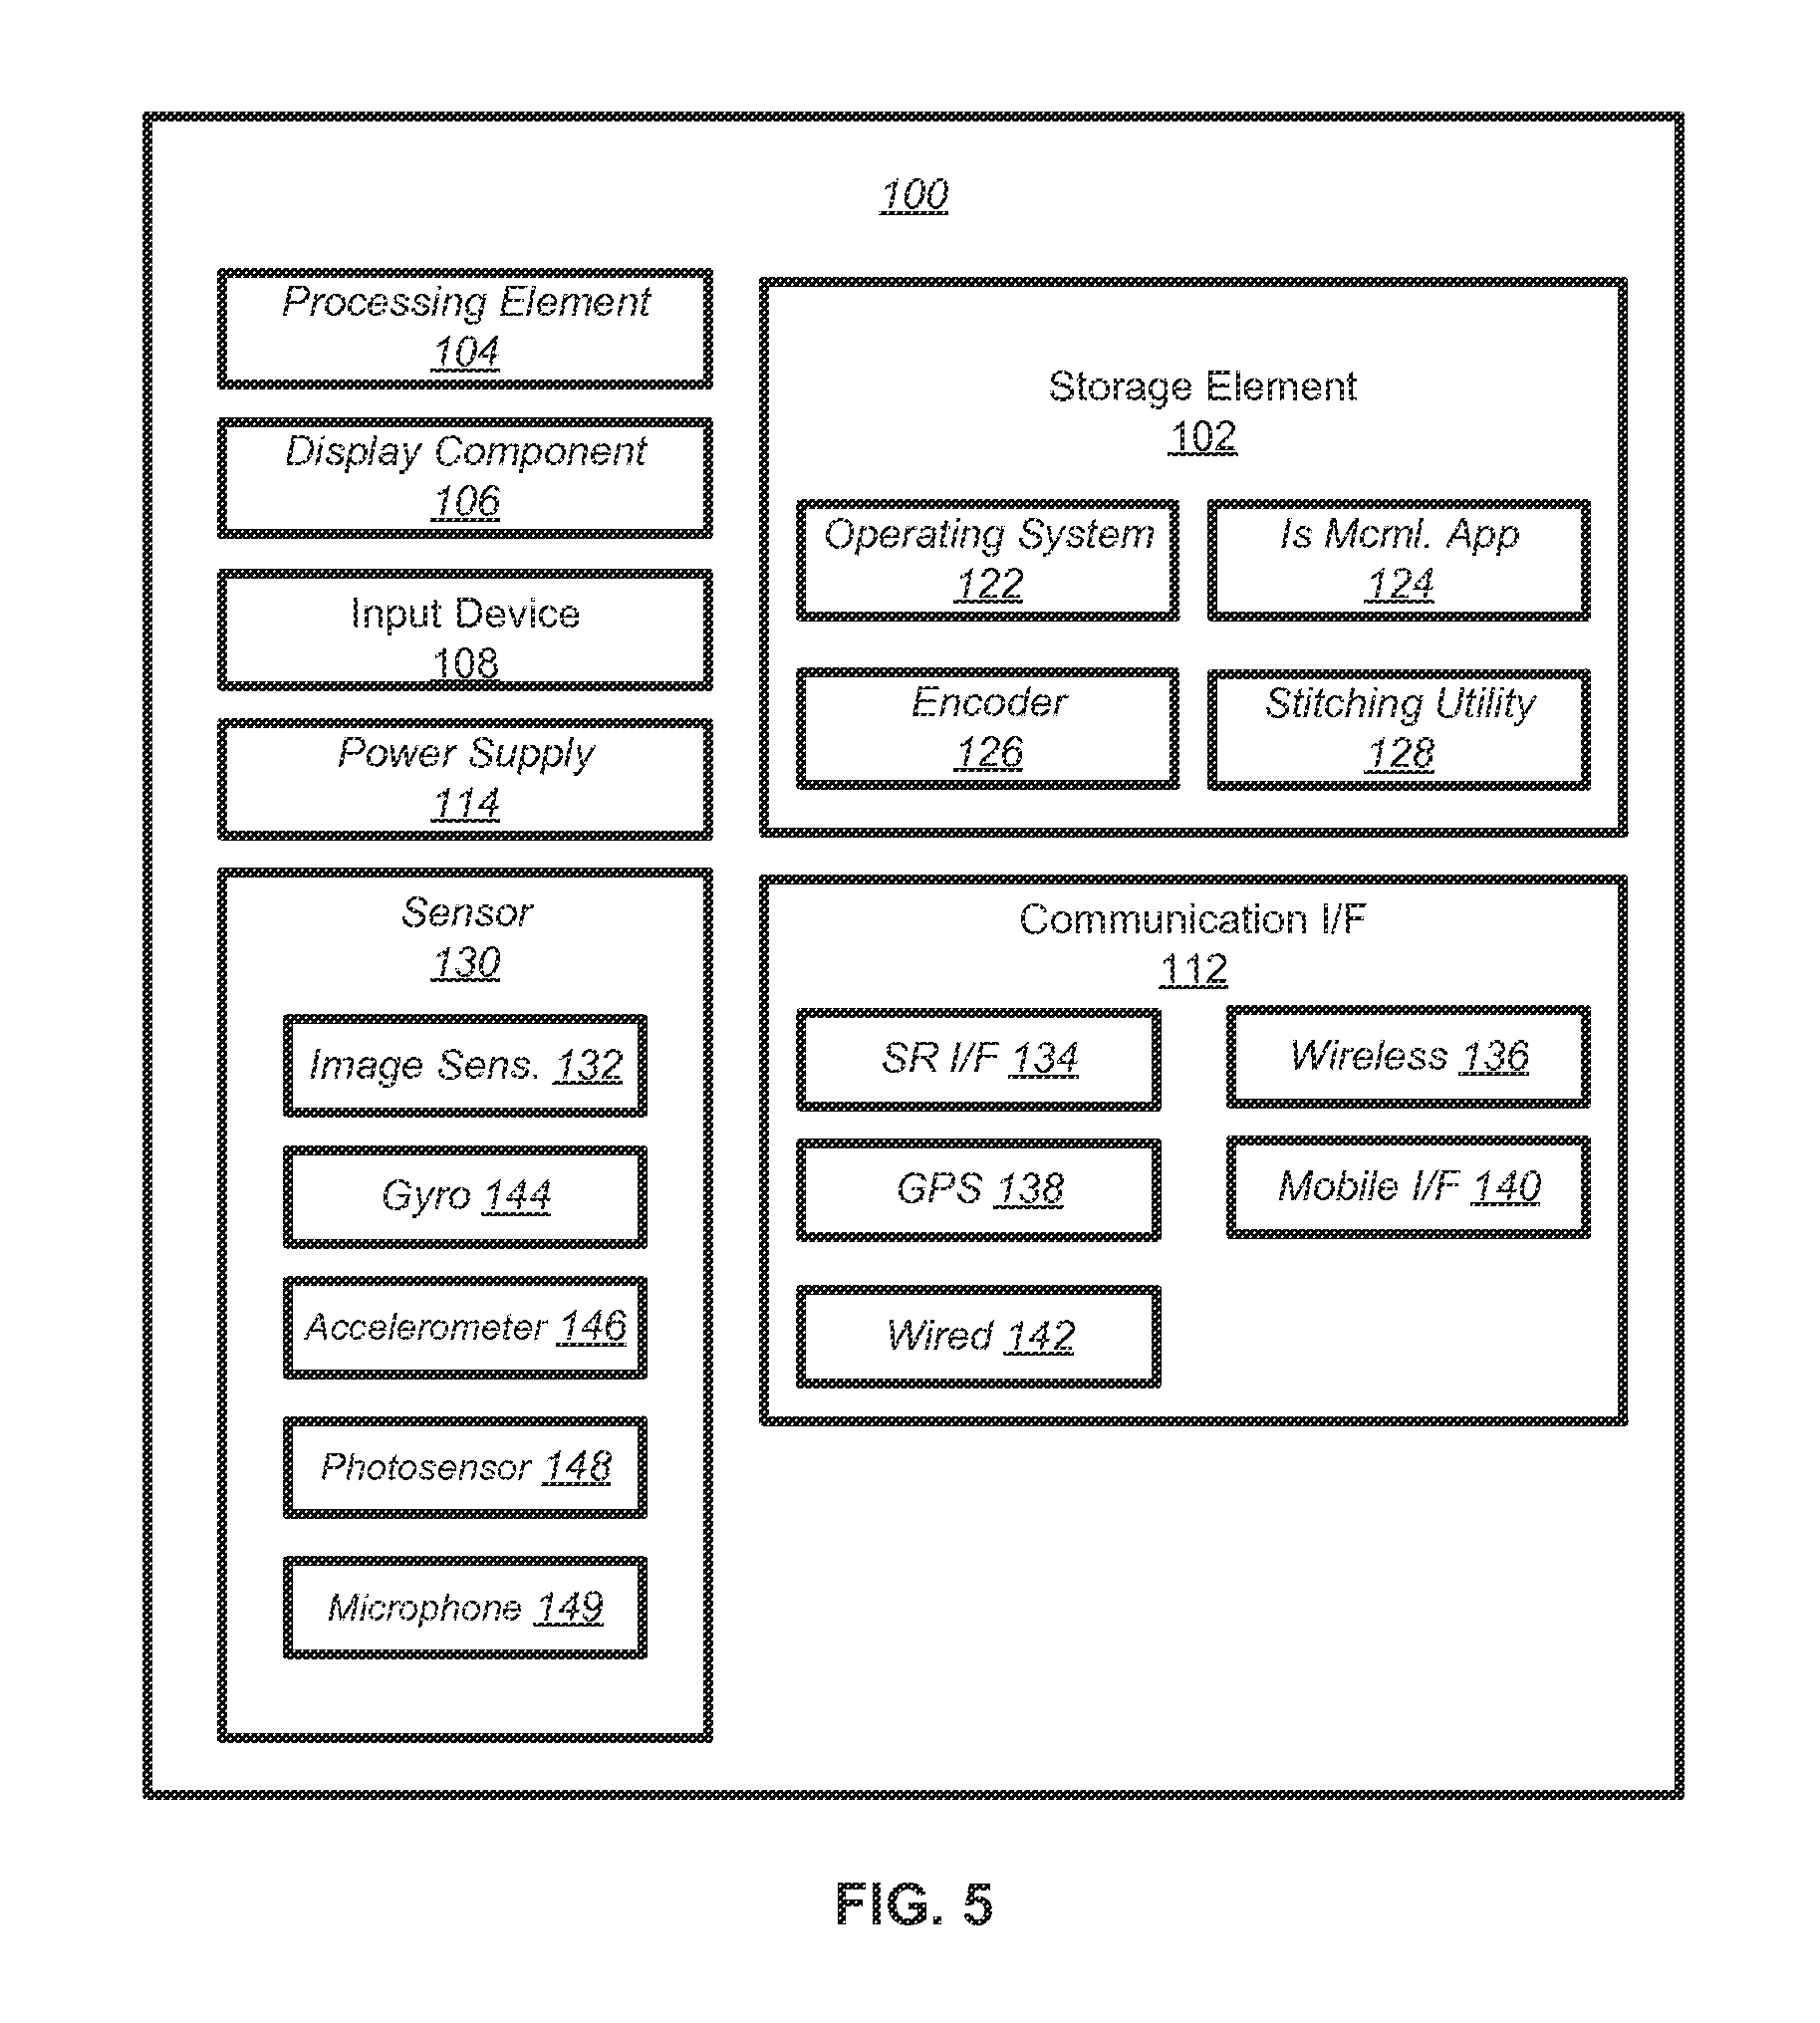 100
Processing Element
104
Display Component
106
Input Device
108
Power Supply
114
Sensor
130
Image Sens. 132
Gyro 144
Accelerometer 146
Photosensor 148
Microphone 149
Storage Element
102
Operating System
122
Is Mcml. App
124
Encoder
126
Stitching Utility
128
Communication I/F
112
SR I/F 134
Wireless 136
GPS 138
Mobile I/F 140
Wired 142
FIG. 5